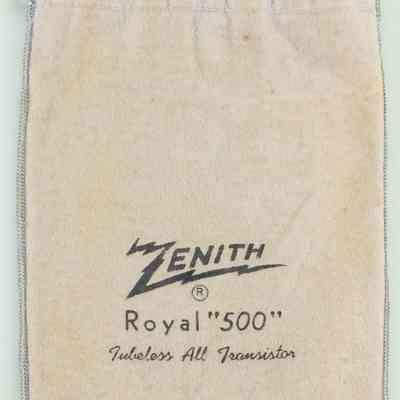 ZENITH
®
Royal "500"
Tubeless All Transistor